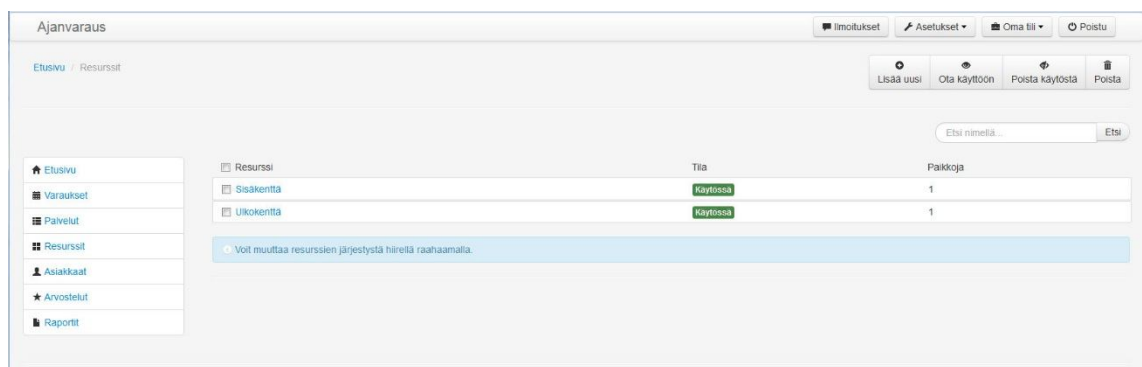 Ajanvaraus
Ilmoitukset Asetukset Oma tili Poistu
Etusivu / Resurssit
Lisää uusi Ota käyttöön Poista käytöstä Poista
Etsi nimellä... Etsi
Etusivu
Varaukset
Palvelut
Resurssit
Asiakkaat
Arvostelut
Raportit
Resurssi Tila Paikkoja
Sisäkenttä Käytössä 1
Ulkokenttä Käytössä 1
Voit muuttaa resurssien järjestystä hiirellä raahaamalla.